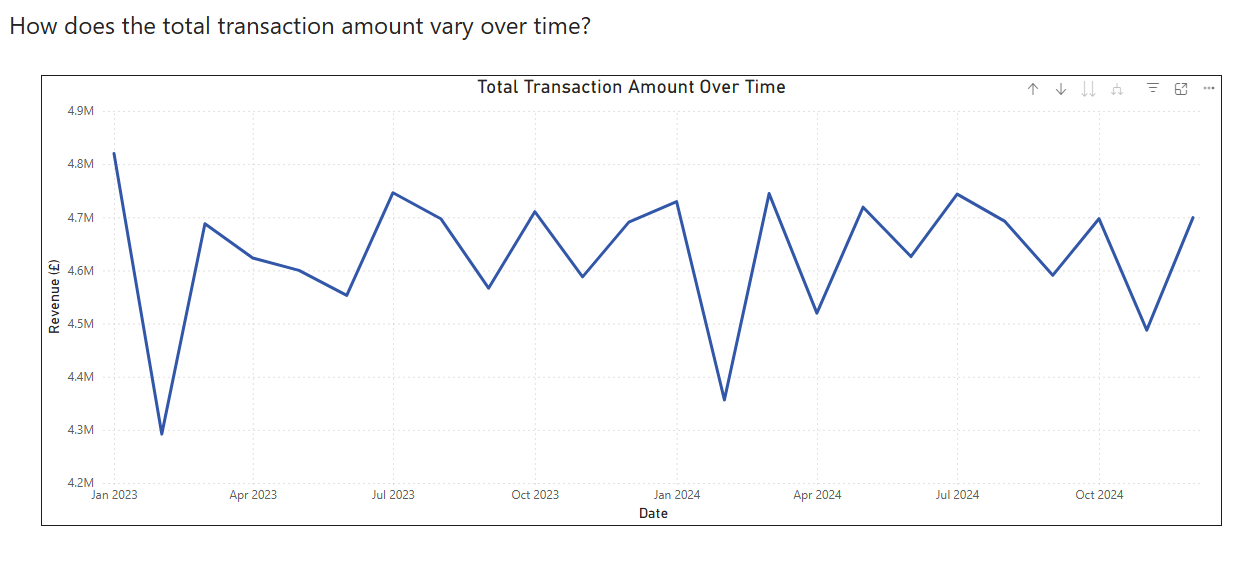 How does the total transaction amount vary over time?
Total Transaction Amount Over Time
4.9M
4.8M
4.7M
4.6M
4.5M
4.4M
4.3M
4.2M
Revenue (£)
Jan 2023 Apr 2023 Jul 2023 Oct 2023 Jan 2024 Apr 2024 Jul 2024 Oct 2024
Date